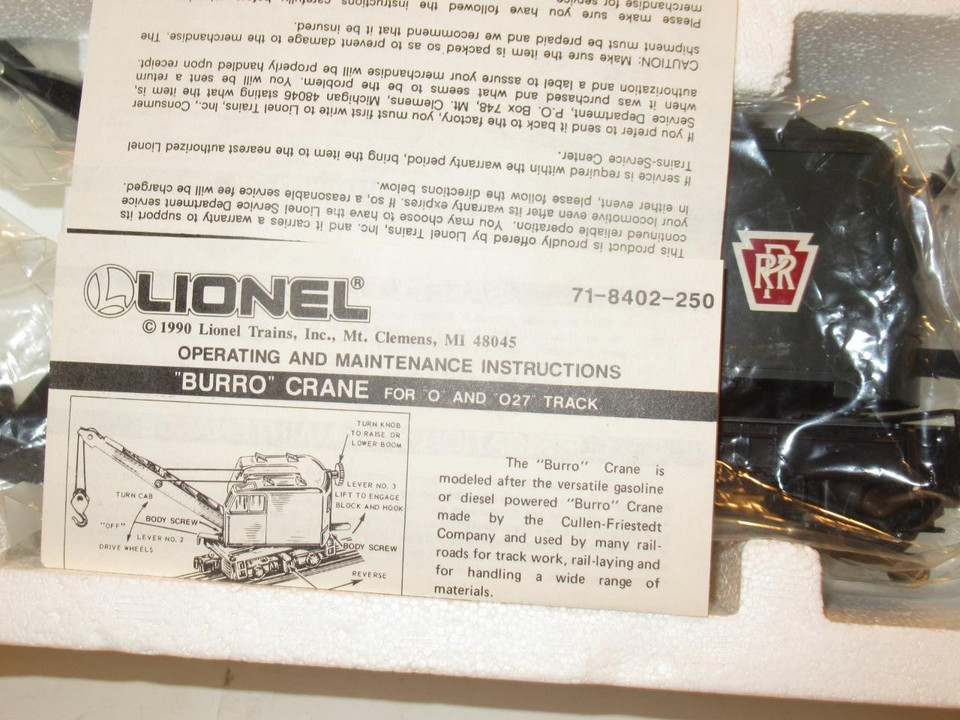 This product is proudly offered by Lionel Trains, Inc. and it carries a warranty to support its
continued reliable operation. You may choose to have the Lionel Service Department service
your locomotive even after its warranty expires. If so, a reasonable service fee will be charged.
In either event, please follow the directions below.
If service is required within the warranty period, bring the item to the nearest authorized Lionel
Trains-Service Center.
If you prefer to send it back to the factory, you must first write to Lionel Trains, Inc., Consumer
Service Department, P.O. Box 748, Mt. Clemens, Michigan 48046 stating what the item is,
when it was purchased and what seems to be the problem. You will be sent a return
authorization and a label to assure your merchandise will be properly handled upon receipt.
CAUTION: Make sure the item is packed so as to prevent damage to the merchandise. The
shipment must be prepaid and we recommend that it be insured.
Please make sure you have followed the instructions carefully before
merchandise for service
L LIONEL®
71-8402-250
© 1990 Lionel Trains, Inc., Mt. Clemens, MI 48045
OPERATING AND MAINTENANCE INSTRUCTIONS
"BURRO" CRANE FOR "O" AND "O27" TRACK
TURN KNOB
TO RAISE OR
LOWER BOOM
LEVER NO. 3
LIFT TO ENGAGE
BLOCK AND HOOK
TURN CAB
"OFF"
BODY SCREW
LEVER NO. 2
DRIVE WHEELS
BODY SCREW
REVERSE
The "Burro" Crane is
modeled after the versatile gasoline
or diesel powered "Burro" Crane
made by the Cullen-Friestedt
Company and used by many rail-
roads for track work, rail-laying and
for handling a wide range of
materials.
PRR